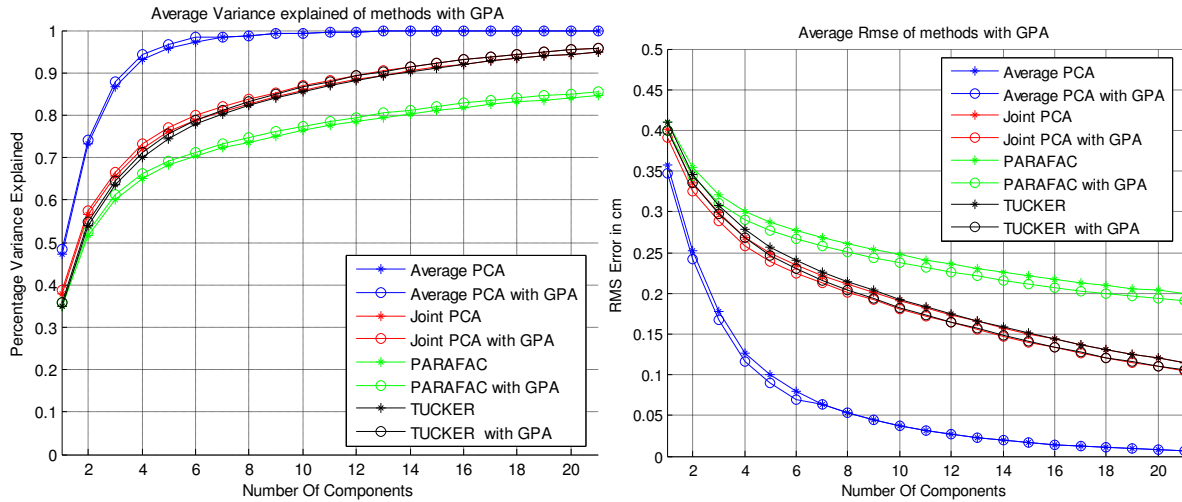 Average Variance explained of methods with GPA
1
0.9
0.8
0.7
0.6
0.5
0.4
0.3
0.2
0.1
0
Percentage Variance Explained
2 4 6 8 10 12 14 16 18 20
Number Of Components
Average PCA
Average PCA with GPA
Joint PCA
Joint PCA with GPA
PARAFAC
PARAFAC with GPA
TUCKER
TUCKER with GPA
Average Rmse of methods with GPA
0.5
0.45
0.4
0.35
0.3
0.25
0.2
0.15
0.1
0.05
0
RMS Error in cm
2 4 6 8 10 12 14 16 18 20
Number Of Components
Average PCA
Average PCA with GPA
Joint PCA
Joint PCA with GPA
PARAFAC
PARAFAC with GPA
TUCKER
TUCKER with GPA